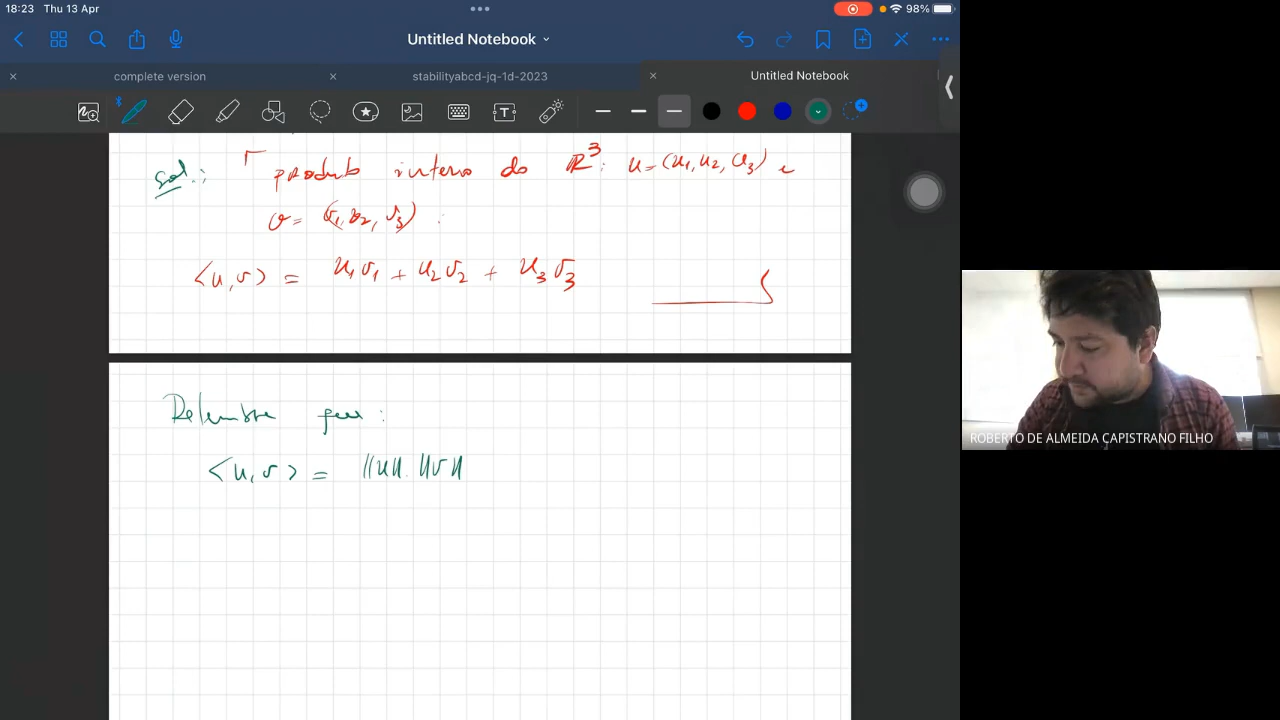 18:23 Thu 13 Apr
98%
Untitled Notebook
complete version
stabilityabcd-jq-1d-2023
Untitled Notebook
Sol.: produto interno do ℝ³: u=(u₁,u₂,u₃) e
v= (v₁,v₂,v₃) :
<u,v> = u₁v₁ + u₂v₂ + u₃v₃
Relembre que:
<u,v> = ||u||.||v||
ROBERTO DE ALMEIDA CAPISTRANO FILHO